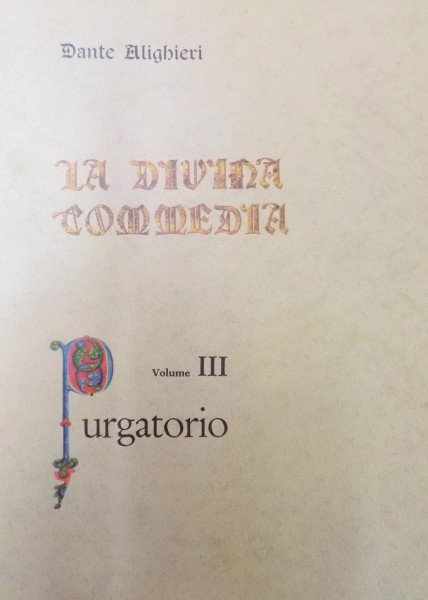 Dante Alighieri
LA DIVINA
COMMEDIA
Volume III
Purgatorio